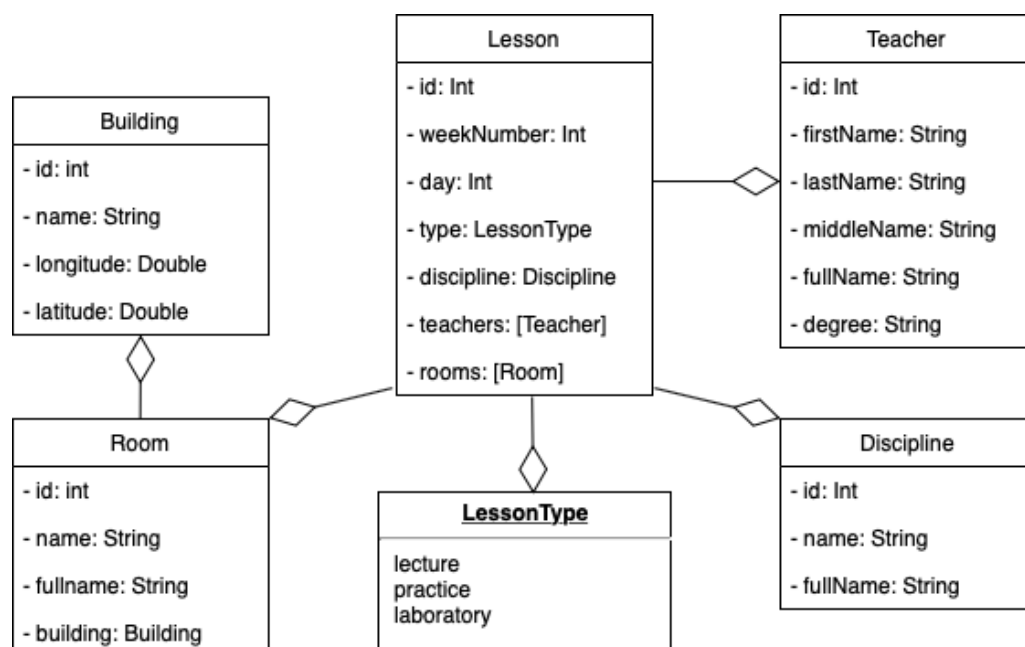 Lesson
- id: Int
- weekNumber: Int
- day: Int
- type: LessonType
- discipline: Discipline
- teachers: [Teacher]
- rooms: [Room]
Teacher
- id: Int
- firstName: String
- lastName: String
- middleName: String
- fullName: String
- degree: String
Building
- id: int
- name: String
- longitude: Double
- latitude: Double
Room
- id: int
- name: String
- fullname: String
- building: Building
LessonType
lecture
practice
laboratory
Discipline
- id: Int
- name: String
- fullName: String